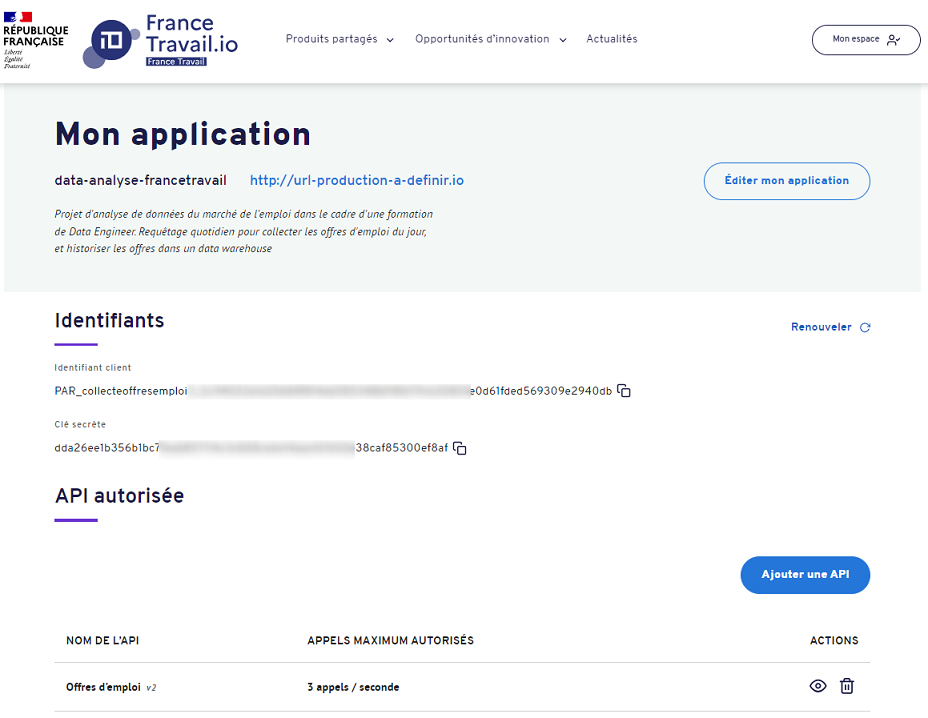 RÉPUBLIQUE
FRANÇAISE
Liberté
Égalité
Fraternité
France
Travail.io
France Travail
Produits partagés
Opportunités d'innovation
Actualités
Mon espace
Mon application
data-analyse-francetravail
http://url-production-a-definir.io
Éditer mon application
Projet d'analyse de données du marché de l'emploi dans le cadre d'une formation
de Data Engineer. Requêtage quotidien pour collecter les offres d'emploi du jour,
et historiser les offres dans un data warehouse
Identifiants
Renouveler
Identifiant client
PAR_collecteoffresemploi e0d61fded569309e2940db
Clé secrète
dda26ee1b356b1bc7 38caf85300ef8af
API autorisée
Ajouter une API
NOM DE L'API
APPELS MAXIMUM AUTORISÉS
ACTIONS
Offres d'emploi v2
3 appels / seconde